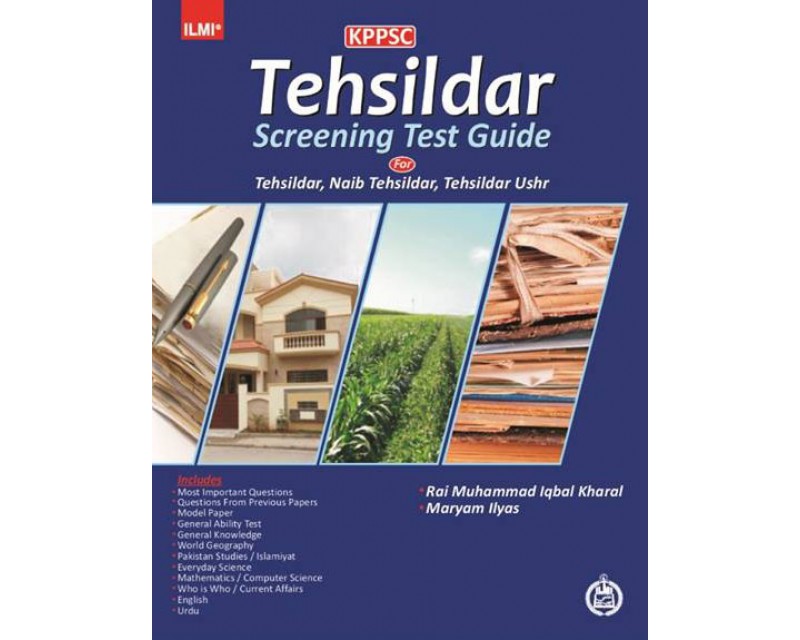 ILMI®
KPPSC
Tehsildar
Screening Test Guide
For
Tehsildar, Naib Tehsildar, Tehsildar Ushr
Includes
• Most Important Questions
• Questions From Previous Papers
• Model Paper
• General Ability Test
• General Knowledge
• World Geography
• Pakistan Studies / Islamiyat
• Everyday Science
• Mathematics / Computer Science
• Who is Who / Current Affairs
• English
• Urdu
• Rai Muhammad Iqbal Kharal
• Maryam Ilyas